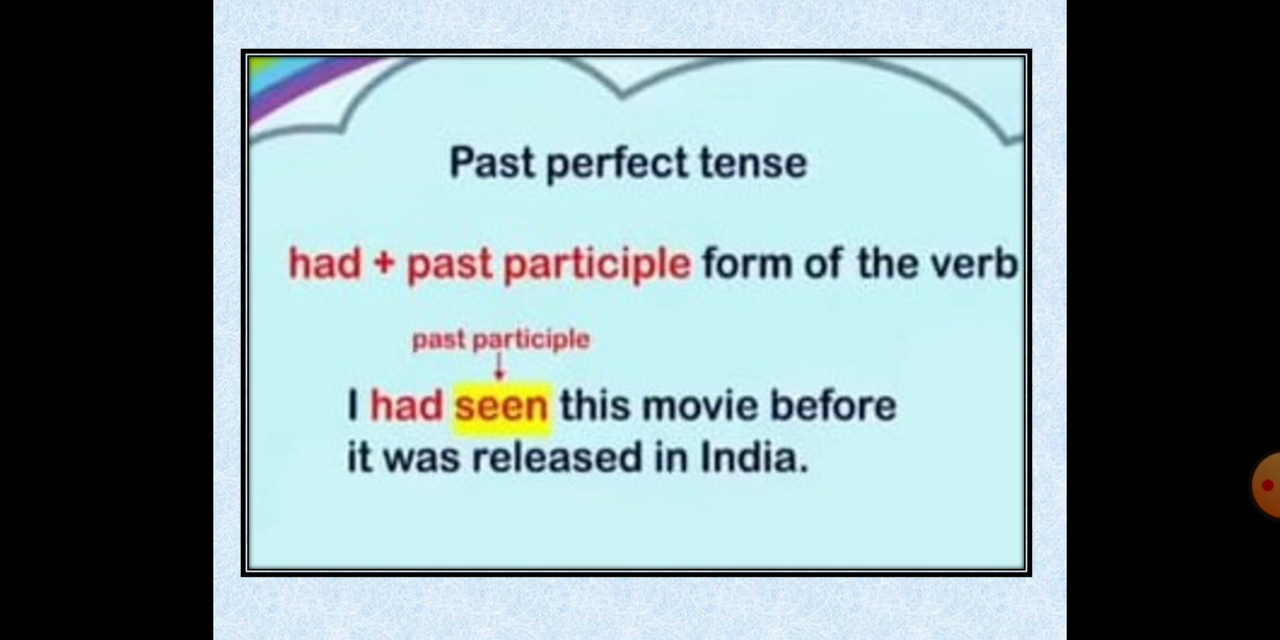 Past perfect tense
had + past participle form of the verb
past participle
I had seen this movie before
it was released in India.